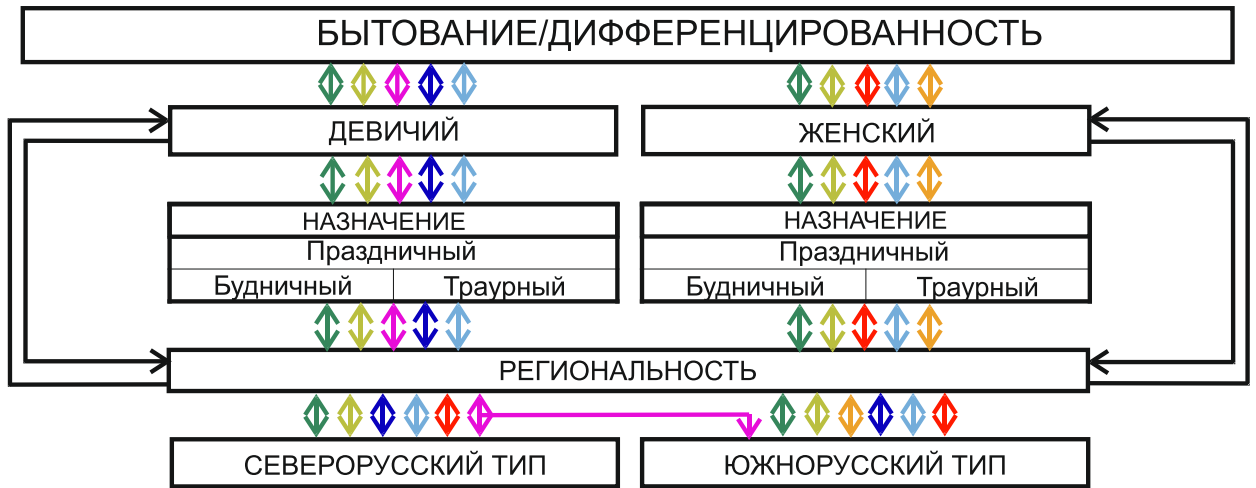 БЫТОВАНИЕ/ДИФФЕРЕНЦИРОВАННОСТЬ
ДЕВИЧИЙ
ЖЕНСКИЙ
НАЗНАЧЕНИЕ
Праздничный
Будничный
Траурный
НАЗНАЧЕНИЕ
Праздничный
Будничный
Траурный
РЕГИОНАЛЬНОСТЬ
СЕВЕРОРУССКИЙ ТИП
ЮЖНОРУССКИЙ ТИП